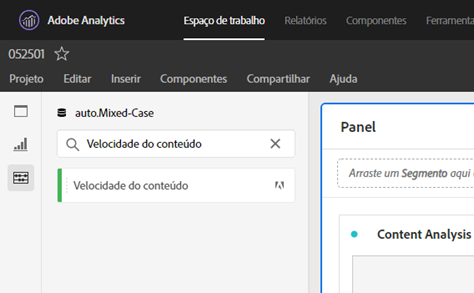 Adobe Analytics Espaço de trabalho Relatórios Componentes Ferramenta
052501
Projeto Editar Inserir Componentes Compartilhar Ajuda
auto.Mixed-Case
Velocidade do conteúdo
Velocidade do conteúdo
Panel
Arraste um Segmento aqui
Content Analysis